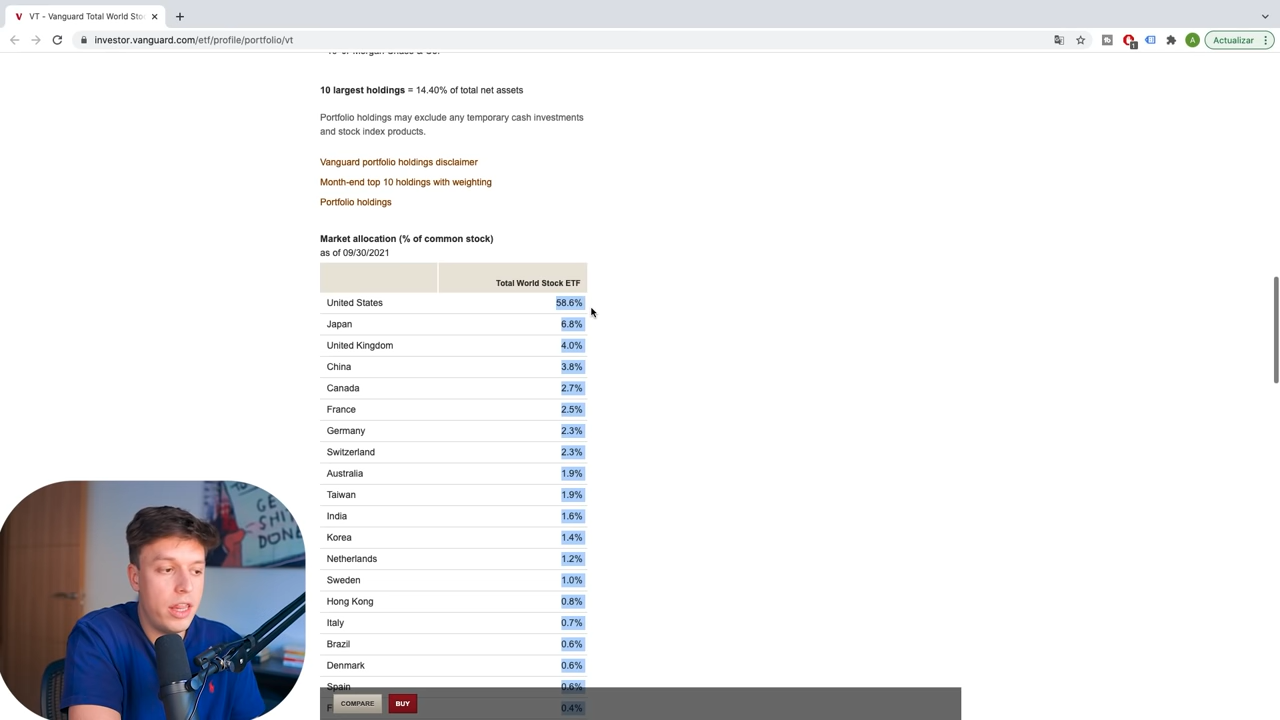 VT - Vanguard Total World Sto
investor.vanguard.com/etf/profile/portfolio/vt
1
A
Actualizar
10 largest holdings = 14.40% of total net assets
Portfolio holdings may exclude any temporary cash investments
and stock index products.
Vanguard portfolio holdings disclaimer
Month-end top 10 holdings with weighting
Portfolio holdings
Market allocation (% of common stock)
as of 09/30/2021
Total World Stock ETF
United States 58.6%
Japan 6.8%
United Kingdom 4.0%
China 3.8%
Canada 2.7%
France 2.5%
Germany 2.3%
Switzerland 2.3%
Australia 1.9%
Taiwan 1.9%
India 1.6%
Korea 1.4%
Netherlands 1.2%
Sweden 1.0%
Hong Kong 0.8%
Italy 0.7%
Brazil 0.6%
Denmark 0.6%
Spain 0.6%
F 0.4%
COMPARE BUY
GE
SHI
DONE